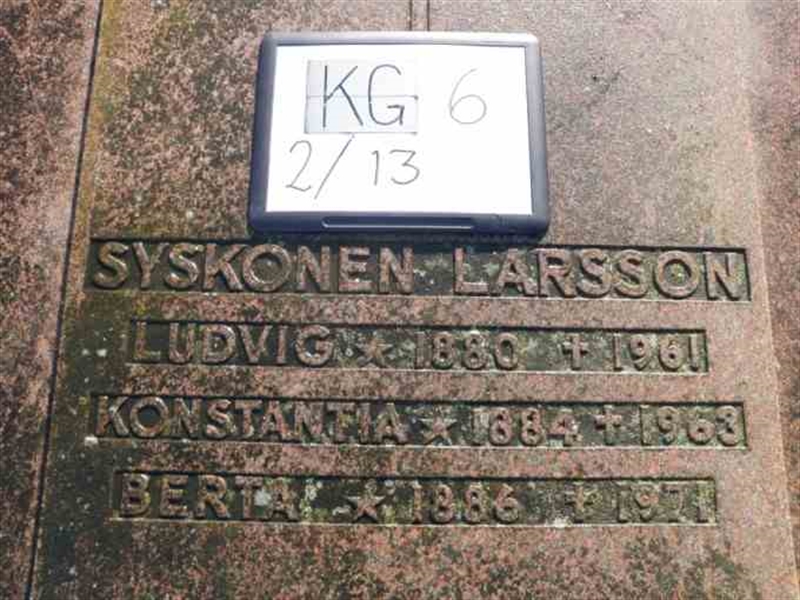 KG 6
2/13
SYSKONEN LARSSON
LUDVIG ★ 1880 ✝ 1961
KONSTANTIA ★ 1884 ✝ 1963
BERTA ★ 1886 ✝ 1971